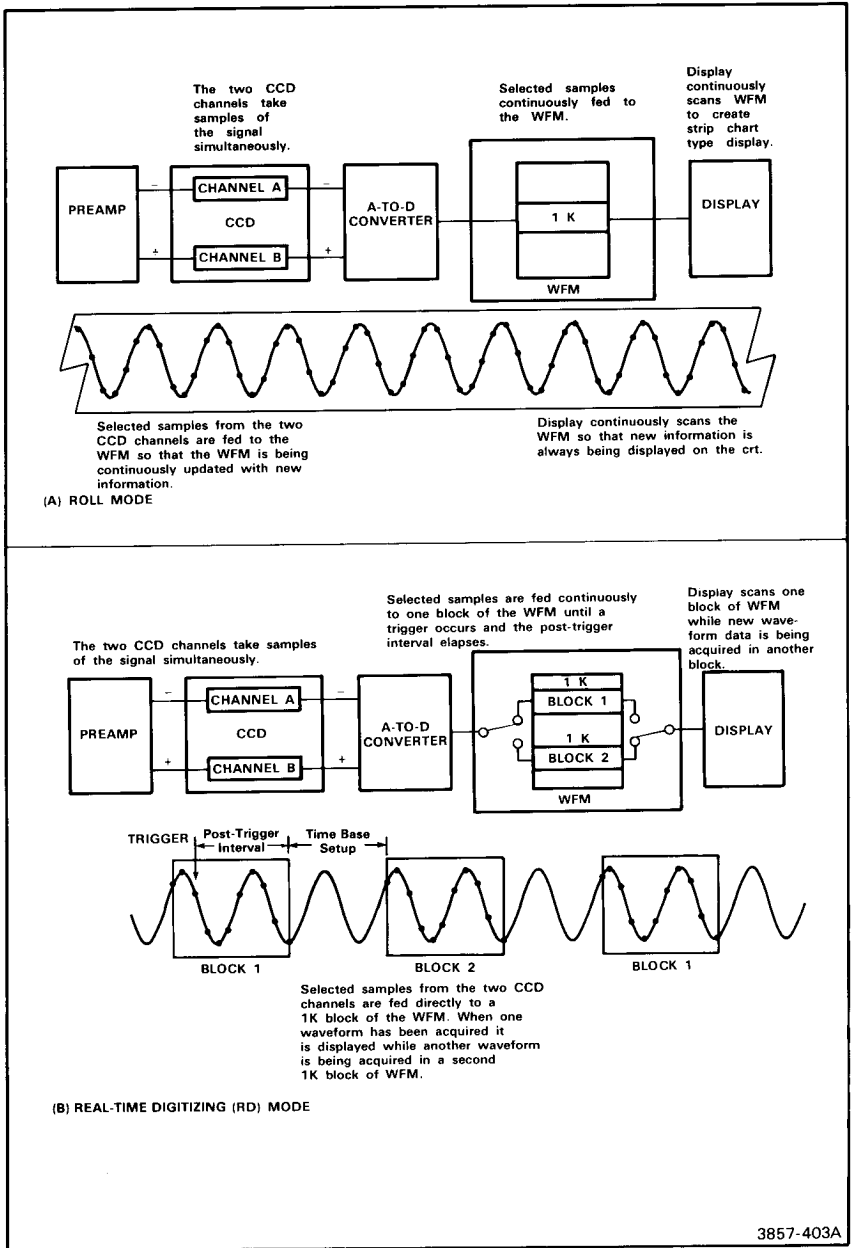 The two CCD
channels take
samples of
the signal
simultaneously.
Selected samples
continuously fed to
the WFM.
Display
continuously
scans WFM
to create
strip chart
type display.
PREAMP
−
+
CHANNEL A
CCD
CHANNEL B
−
+
A-TO-D
CONVERTER
1 K
WFM
DISPLAY
Selected samples from the two
CCD channels are fed to the
WFM so that the WFM is being
continuously updated with new
information.
Display continuously scans the
WFM so that new information is
always being displayed on the crt.
(A) ROLL MODE
The two CCD channels take samples
of the signal simultaneously.
Selected samples are fed continuously
to one block of the WFM until a
trigger occurs and the post-trigger
interval elapses.
Display scans one
block of WFM
while new wave-
form data is being
acquired in another
block.
PREAMP
−
+
CHANNEL A
CCD
CHANNEL B
−
+
A-TO-D
CONVERTER
1 K
BLOCK 1
1 K
BLOCK 2
WFM
DISPLAY
TRIGGER
Post-Trigger
Interval
Time Base
Setup
BLOCK 1
BLOCK 2
BLOCK 1
Selected samples from the two CCD
channels are fed directly to a
1K block of the WFM. When one
waveform has been acquired it
is displayed while another waveform
is being acquired in a second
1K block of WFM.
(B) REAL-TIME DIGITIZING (RD) MODE
3857-403A